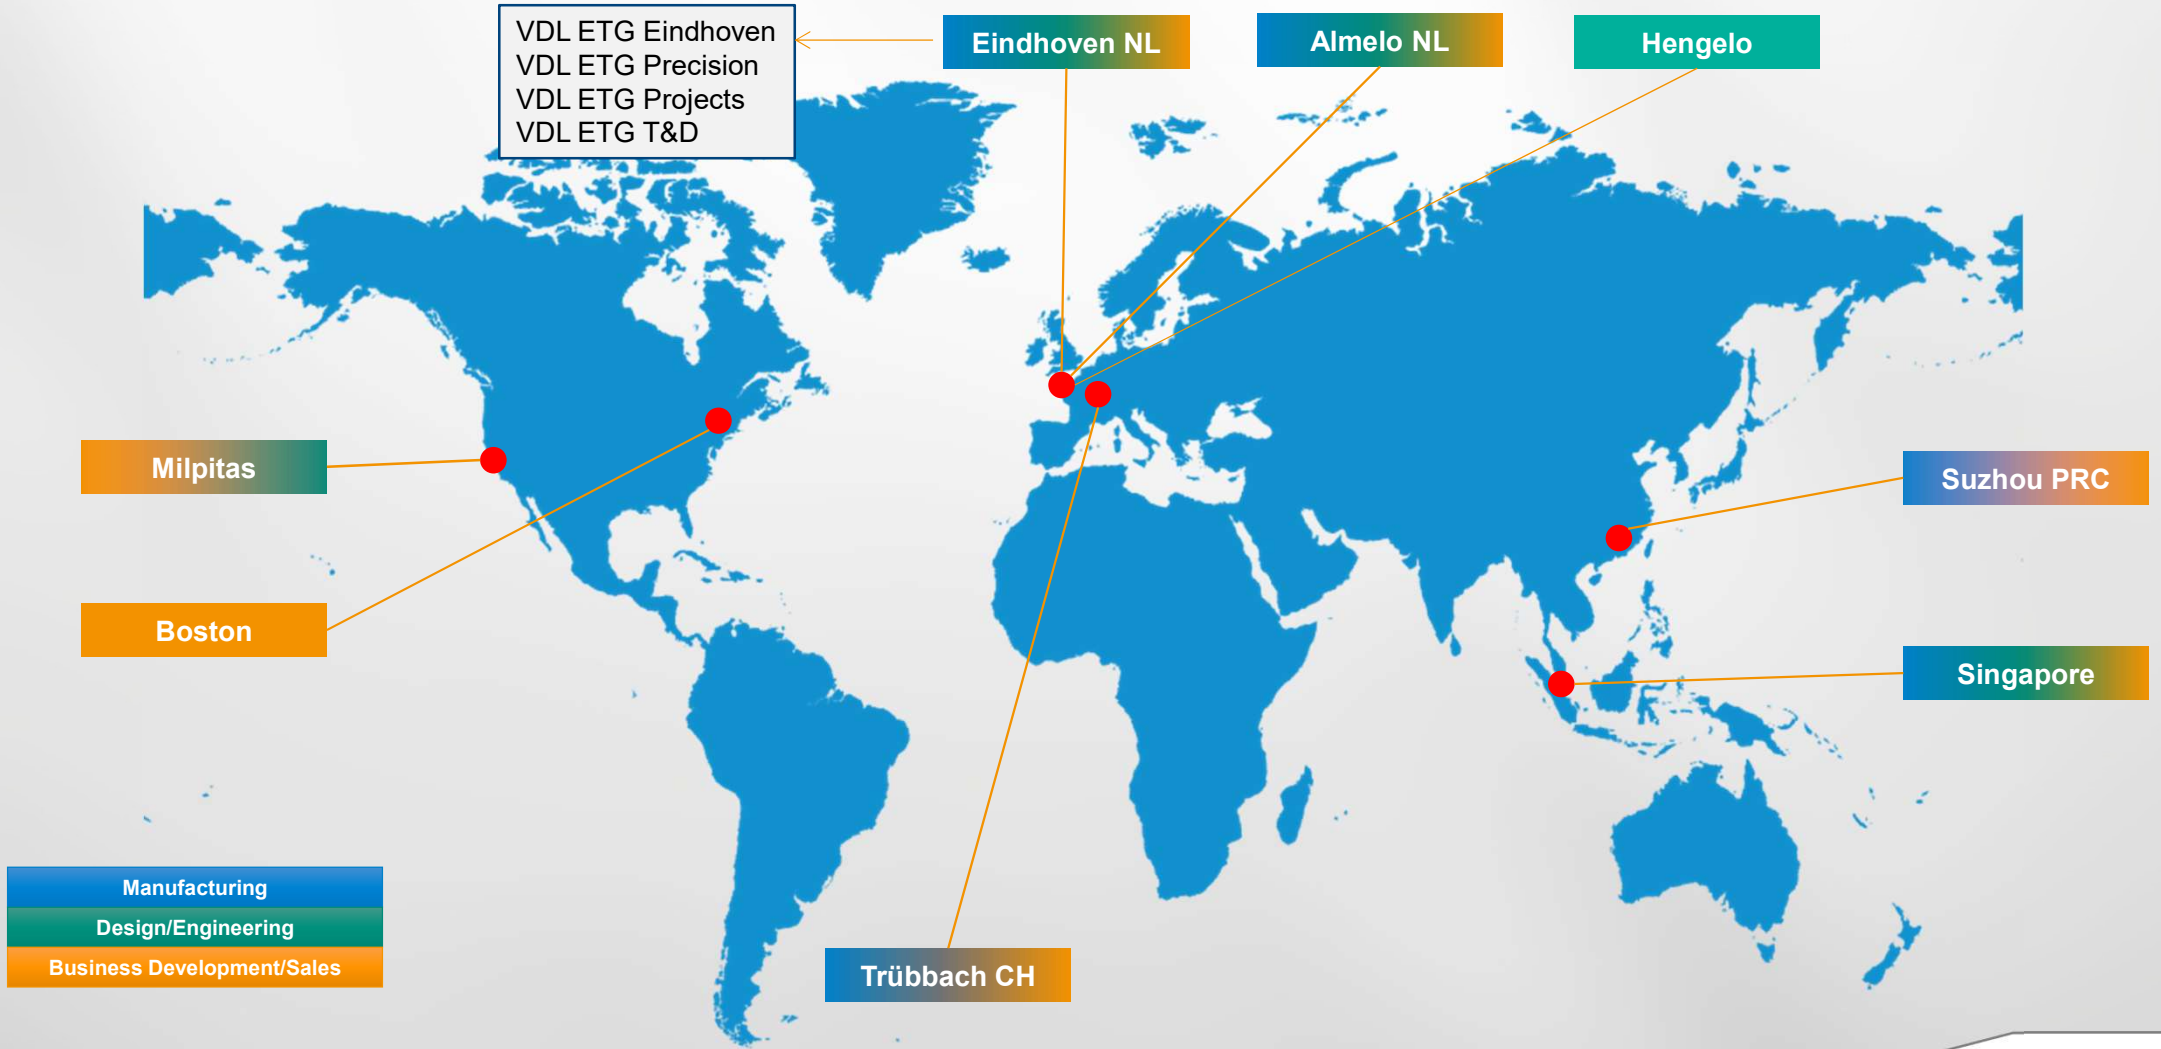 VDL ETG Eindhoven
VDL ETG Precision
VDL ETG Projects
VDL ETG T&D
Eindhoven NL
Almelo NL
Hengelo
Milpitas
Boston
Suzhou PRC
Singapore
Trübbach CH
Manufacturing
Design/Engineering
Business Development/Sales